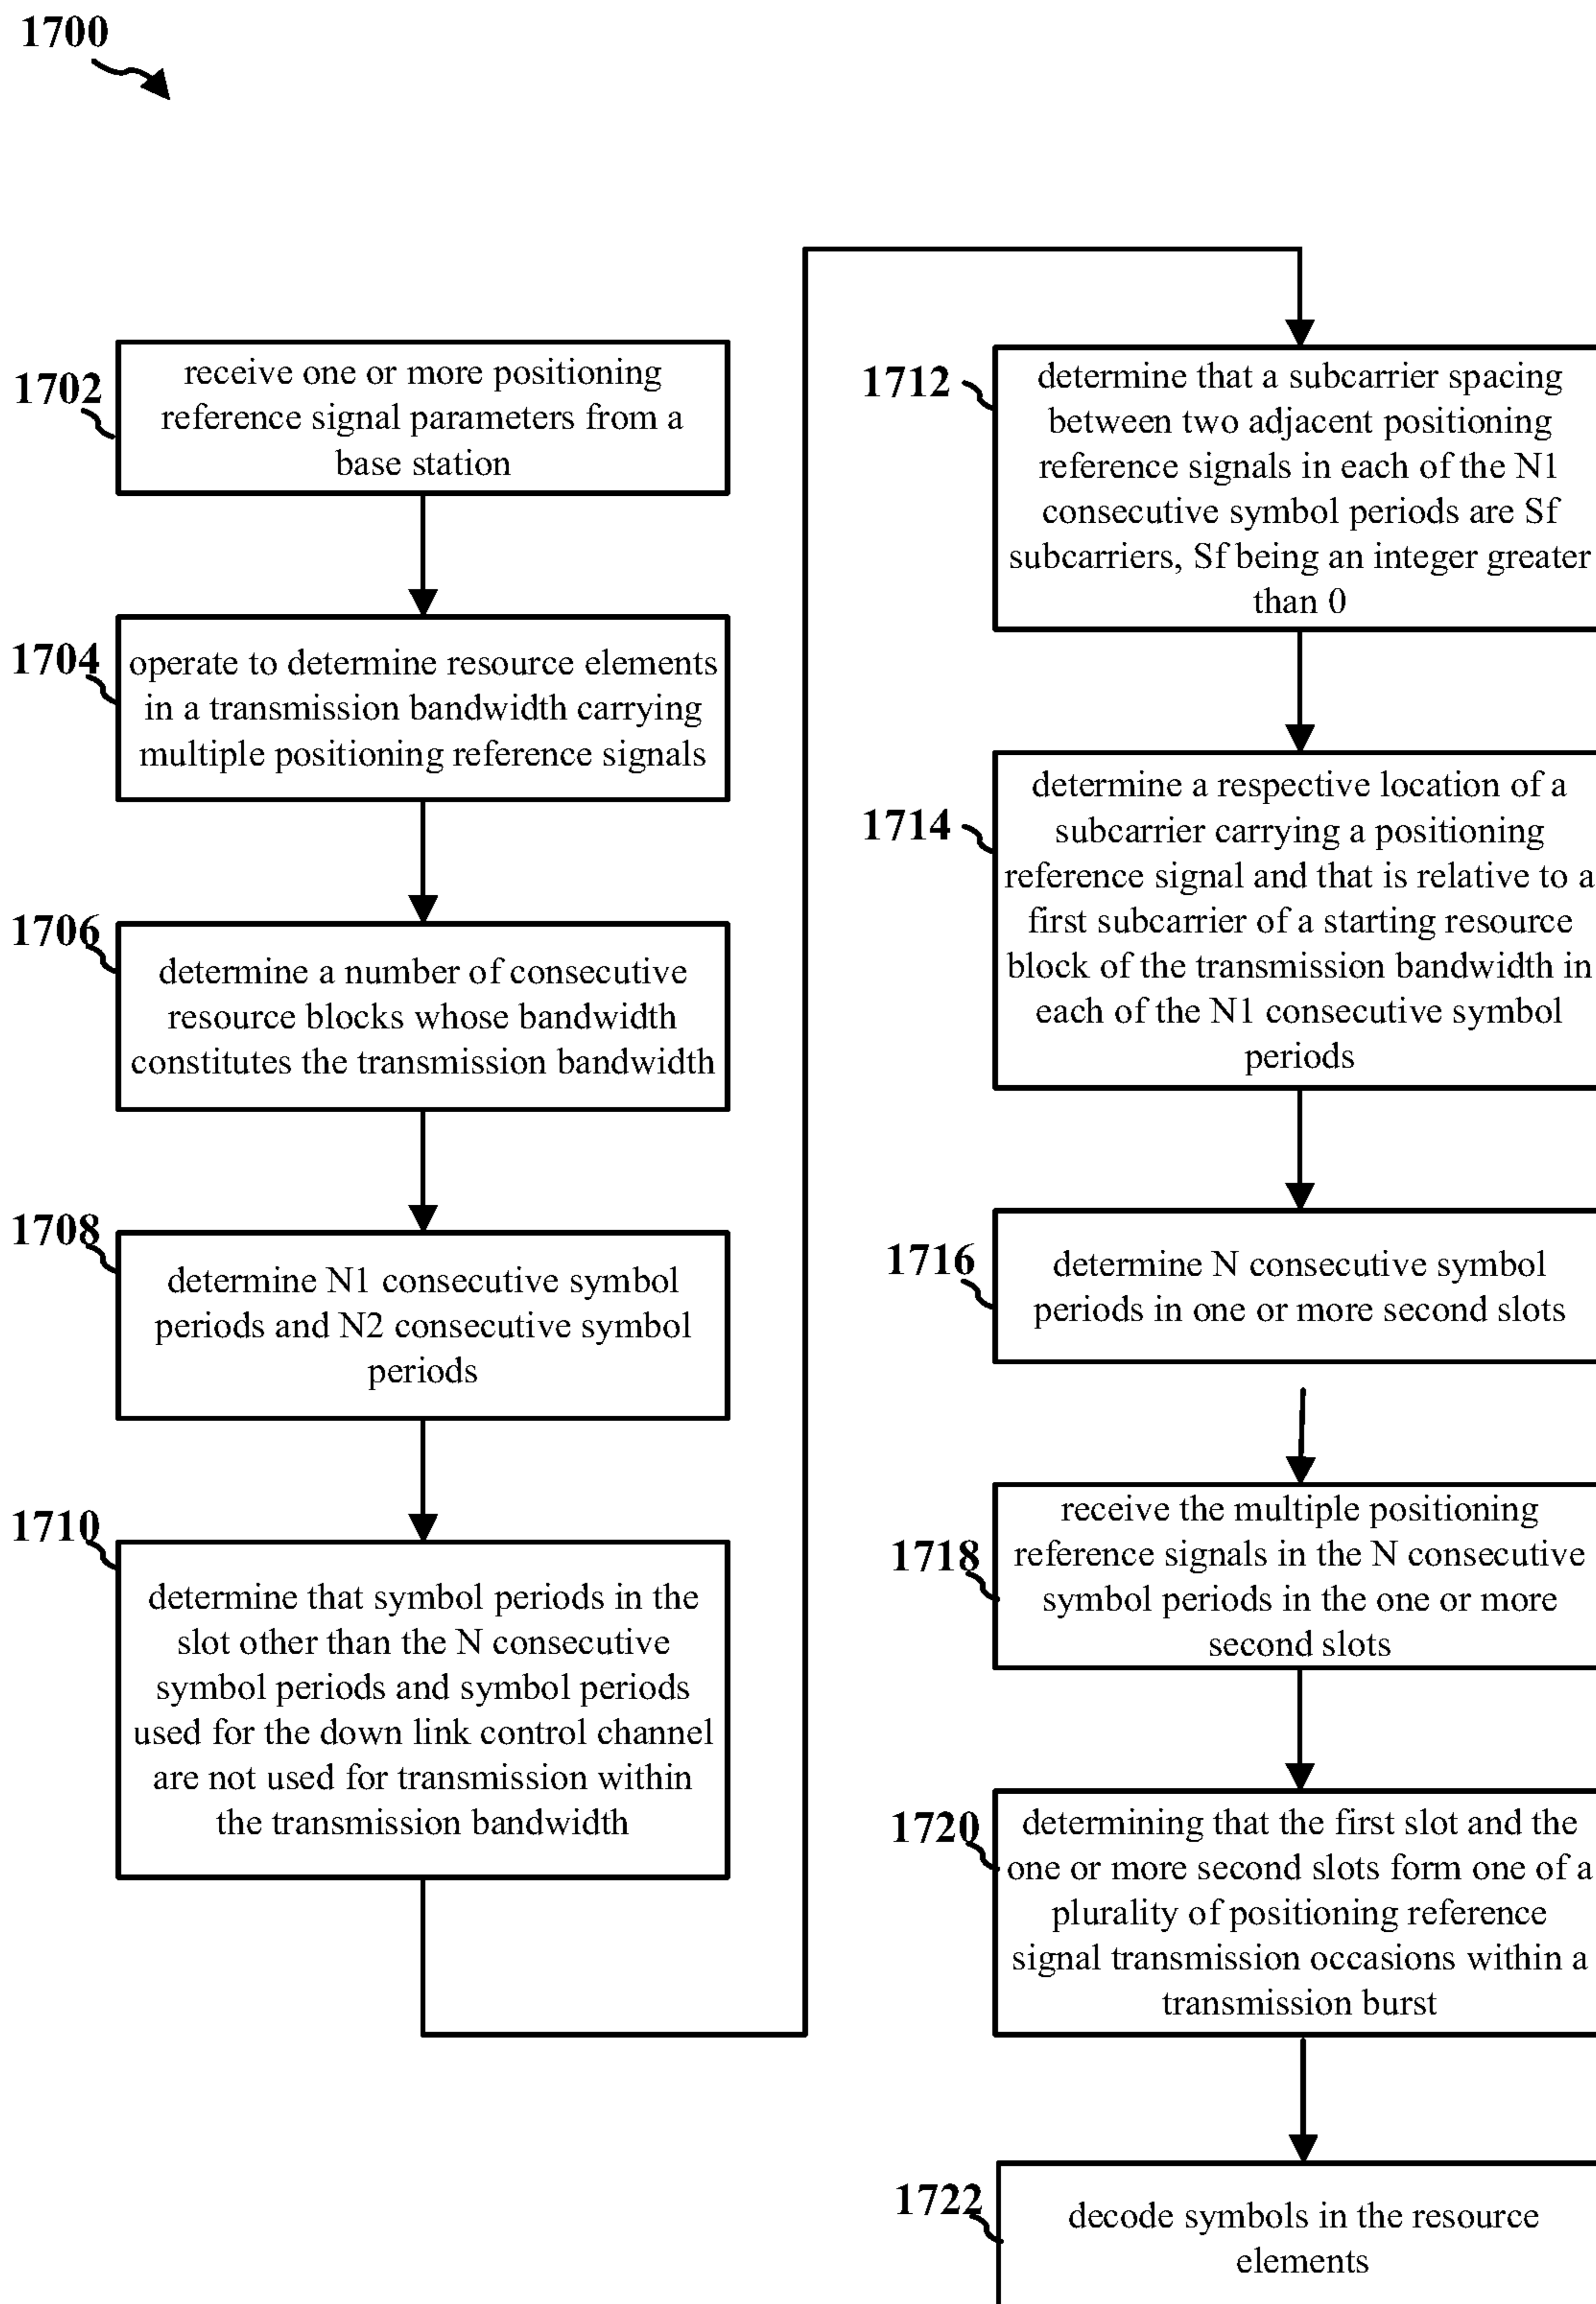 1700
1702
receive one or more positioning
reference signal parameters from a
base station
1704
operate to determine resource elements
in a transmission bandwidth carrying
multiple positioning reference signals
1706
determine a number of consecutive
resource blocks whose bandwidth
constitutes the transmission bandwidth
1708
determine N1 consecutive symbol
periods and N2 consecutive symbol
periods
1710
determine that symbol periods in the
slot other than the N consecutive
symbol periods and symbol periods
used for the down link control channel
are not used for transmission within
the transmission bandwidth
1712
determine that a subcarrier spacing
between two adjacent positioning
reference signals in each of the N1
consecutive symbol periods are Sf
subcarriers, Sf being an integer greater
than 0
1714
determine a respective location of a
subcarrier carrying a positioning
reference signal and that is relative to a
first subcarrier of a starting resource
block of the transmission bandwidth in
each of the N1 consecutive symbol
periods
1716
determine N consecutive symbol
periods in one or more second slots
1718
receive the multiple positioning
reference signals in the N consecutive
symbol periods in the one or more
second slots
1720
determining that the first slot and the
one or more second slots form one of a
plurality of positioning reference
signal transmission occasions within a
transmission burst
1722
decode symbols in the resource
elements